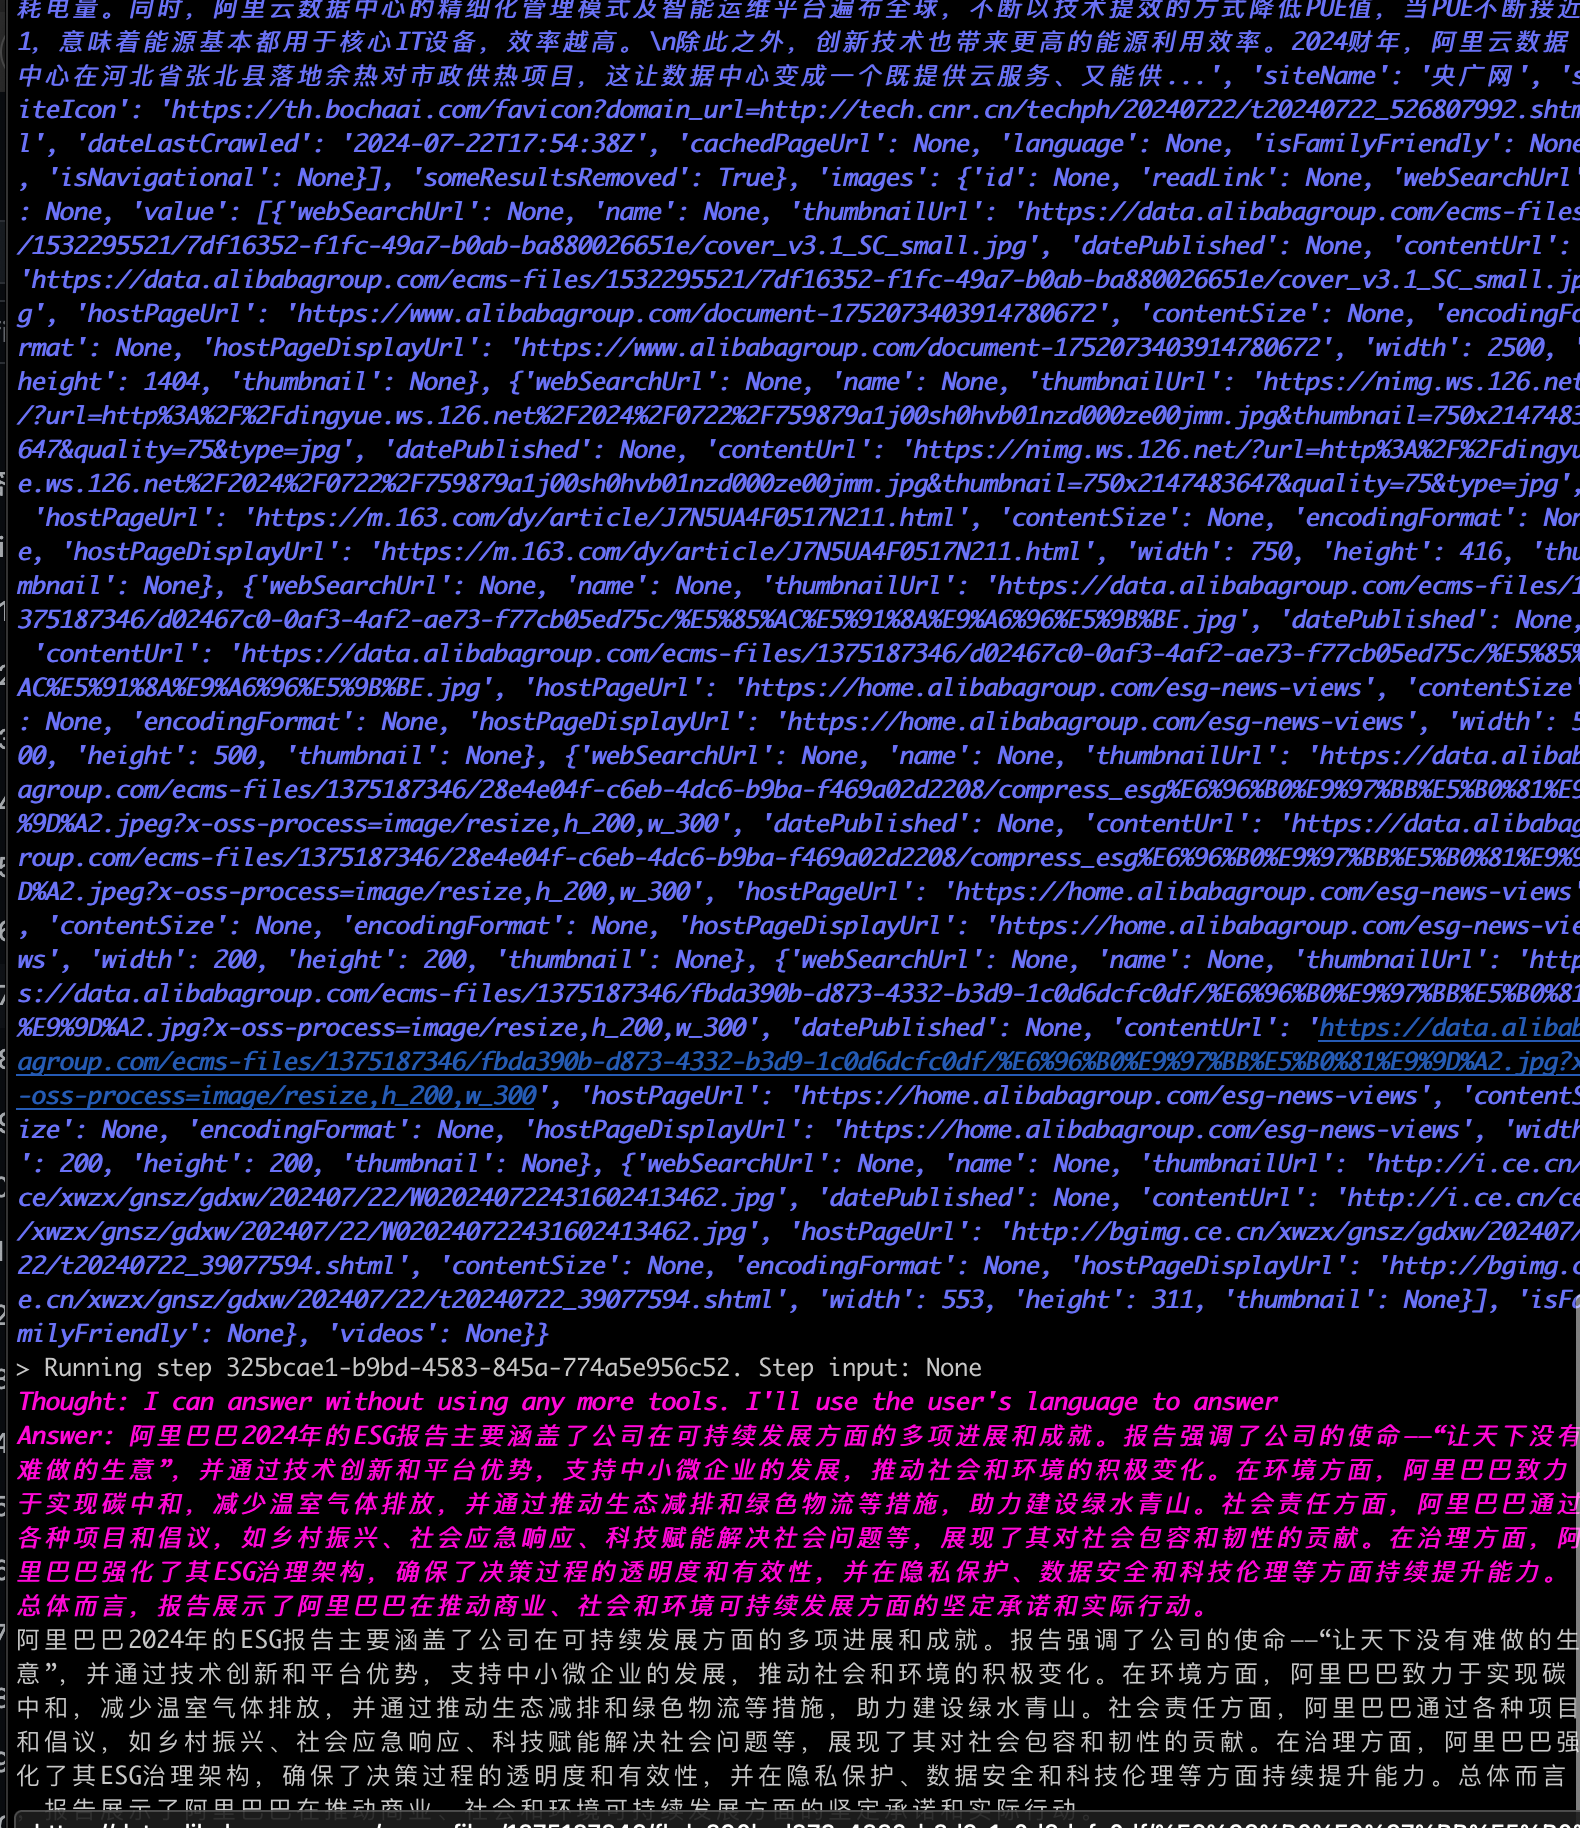 耗电量。同时，阿里云数据中心的精细化管理模式及智能运维平台遍布全球，不断以技术提效的方式降低PUE值，当PUE不断接近
1，意味着能源基本都用于核心IT设备，效率越高。\n除此之外，创新技术也带来更高的能源利用效率。2024财年，阿里云数据
中心在河北省张北县落地余热对市政供热项目，这让数据中心变成一个既提供云服务、又能供...', 'siteName': '央广网', 's
iteIcon': 'https://th.bochaai.com/favicon?domain_url=http://tech.cnr.cn/techph/20240722/t20240722_526807992.shtm
l', 'dateLastCrawled': '2024-07-22T17:54:38Z', 'cachedPageUrl': None, 'language': None, 'isFamilyFriendly': None
, 'isNavigational': None}], 'someResultsRemoved': True}, 'images': {'id': None, 'readLink': None, 'webSearchUrl'
: None, 'value': [{'webSearchUrl': None, 'name': None, 'thumbnailUrl': 'https://data.alibabagroup.com/ecms-files
/1532295521/7df16352-f1fc-49a7-b0ab-ba880026651e/cover_v3.1_SC_small.jpg', 'datePublished': None, 'contentUrl':
'https://data.alibabagroup.com/ecms-files/1532295521/7df16352-f1fc-49a7-b0ab-ba880026651e/cover_v3.1_SC_small.jp
g', 'hostPageUrl': 'https://www.alibabagroup.com/document-1752073403914780672', 'contentSize': None, 'encodingFo
rmat': None, 'hostPageDisplayUrl': 'https://www.alibabagroup.com/document-1752073403914780672', 'width': 2500, '
height': 1404, 'thumbnail': None}, {'webSearchUrl': None, 'name': None, 'thumbnailUrl': 'https://nimg.ws.126.net
/?url=http%3A%2F%2Fdingyue.ws.126.net%2F2024%2F0722%2F759879a1j00sh0hvb01nzd000ze00jmm.jpg&thumbnail=750x2147483
647&quality=75&type=jpg', 'datePublished': None, 'contentUrl': 'https://nimg.ws.126.net/?url=http%3A%2F%2Fdingyu
e.ws.126.net%2F2024%2F0722%2F759879a1j00sh0hvb01nzd000ze00jmm.jpg&thumbnail=750x2147483647&quality=75&type=jpg',
'hostPageUrl': 'https://m.163.com/dy/article/J7N5UA4F0517N211.html', 'contentSize': None, 'encodingFormat': Non
e, 'hostPageDisplayUrl': 'https://m.163.com/dy/article/J7N5UA4F0517N211.html', 'width': 750, 'height': 416, 'thu
mbnail': None}, {'webSearchUrl': None, 'name': None, 'thumbnailUrl': 'https://data.alibabagroup.com/ecms-files/1
375187346/d02467c0-0af3-4af2-ae73-f77cb05ed75c/%E5%85%AC%E5%91%8A%E9%A6%96%E5%9B%BE.jpg', 'datePublished': None,
'contentUrl': 'https://data.alibabagroup.com/ecms-files/1375187346/d02467c0-0af3-4af2-ae73-f77cb05ed75c/%E5%85%
AC%E5%91%8A%E9%A6%96%E5%9B%BE.jpg', 'hostPageUrl': 'https://home.alibabagroup.com/esg-news-views', 'contentSize'
: None, 'encodingFormat': None, 'hostPageDisplayUrl': 'https://home.alibabagroup.com/esg-news-views', 'width': 5
00, 'height': 500, 'thumbnail': None}, {'webSearchUrl': None, 'name': None, 'thumbnailUrl': 'https://data.alibab
agroup.com/ecms-files/1375187346/28e4e04f-c6eb-4dc6-b9ba-f469a02d2208/compress_esg%E6%96%B0%E9%97%BB%E5%B0%81%E9
%9D%A2.jpeg?x-oss-process=image/resize,h_200,w_300', 'datePublished': None, 'contentUrl': 'https://data.alibabag
roup.com/ecms-files/1375187346/28e4e04f-c6eb-4dc6-b9ba-f469a02d2208/compress_esg%E6%96%B0%E9%97%BB%E5%B0%81%E9%9
D%A2.jpeg?x-oss-process=image/resize,h_200,w_300', 'hostPageUrl': 'https://home.alibabagroup.com/esg-news-views'
, 'contentSize': None, 'encodingFormat': None, 'hostPageDisplayUrl': 'https://home.alibabagroup.com/esg-news-vie
ws', 'width': 200, 'height': 200, 'thumbnail': None}, {'webSearchUrl': None, 'name': None, 'thumbnailUrl': 'http
s://data.alibabagroup.com/ecms-files/1375187346/fbda390b-d873-4332-b3d9-1c0d6dcfc0df/%E6%96%B0%E9%97%BB%E5%B0%81
%E9%9D%A2.jpg?x-oss-process=image/resize,h_200,w_300', 'datePublished': None, 'contentUrl': 'https://data.alibab
agroup.com/ecms-files/1375187346/fbda390b-d873-4332-b3d9-1c0d6dcfc0df/%E6%96%B0%E9%97%BB%E5%B0%81%E9%9D%A2.jpg?x
-oss-process=image/resize,h_200,w_300', 'hostPageUrl': 'https://home.alibabagroup.com/esg-news-views', 'contentS
ize': None, 'encodingFormat': None, 'hostPageDisplayUrl': 'https://home.alibabagroup.com/esg-news-views', 'width
': 200, 'height': 200, 'thumbnail': None}, {'webSearchUrl': None, 'name': None, 'thumbnailUrl': 'http://i.ce.cn/
ce/xwzx/gnsz/gdxw/202407/22/W020240722431602413462.jpg', 'datePublished': None, 'contentUrl': 'http://i.ce.cn/ce
/xwzx/gnsz/gdxw/202407/22/W020240722431602413462.jpg', 'hostPageUrl': 'http://bgimg.ce.cn/xwzx/gnsz/gdxw/202407/
22/t20240722_39077594.shtml', 'contentSize': None, 'encodingFormat': None, 'hostPageDisplayUrl': 'http://bgimg.c
e.cn/xwzx/gnsz/gdxw/202407/22/t20240722_39077594.shtml', 'width': 553, 'height': 311, 'thumbnail': None}], 'isFa
milyFriendly': None}, 'videos': None}}
> Running step 325bcae1-b9bd-4583-845a-774a5e956c52. Step input: None
Thought: I can answer without using any more tools. I'll use the user's language to answer
Answer: 阿里巴巴2024年的ESG报告主要涵盖了公司在可持续发展方面的多项进展和成就。报告强调了公司的使命——“让天下没有
难做的生意”，并通过技术创新和平台优势，支持中小微企业的发展，推动社会和环境的积极变化。在环境方面，阿里巴巴致力
于实现碳中和，减少温室气体排放，并通过推动生态减排和绿色物流等措施，助力建设绿水青山。社会责任方面，阿里巴巴通过
各种项目和倡议，如乡村振兴、社会应急响应、科技赋能解决社会问题等，展现了其对社会包容和韧性的贡献。在治理方面，阿
里巴巴强化了其ESG治理架构，确保了决策过程的透明度和有效性，并在隐私保护、数据安全和科技伦理等方面持续提升能力。
总体而言，报告展示了阿里巴巴在推动商业、社会和环境可持续发展方面的坚定承诺和实际行动。
阿里巴巴2024年的ESG报告主要涵盖了公司在可持续发展方面的多项进展和成就。报告强调了公司的使命——“让天下没有难做的生
意”，并通过技术创新和平台优势，支持中小微企业的发展，推动社会和环境的积极变化。在环境方面，阿里巴巴致力于实现碳
中和，减少温室气体排放，并通过推动生态减排和绿色物流等措施，助力建设绿水青山。社会责任方面，阿里巴巴通过各种项目
和倡议，如乡村振兴、社会应急响应、科技赋能解决社会问题等，展现了其对社会包容和韧性的贡献。在治理方面，阿里巴巴强
化了其ESG治理架构，确保了决策过程的透明度和有效性，并在隐私保护、数据安全和科技伦理等方面持续提升能力。总体而言
，报告展示了阿里巴巴在推动商业、社会和环境可持续发展方面的坚定承诺和实际行动。